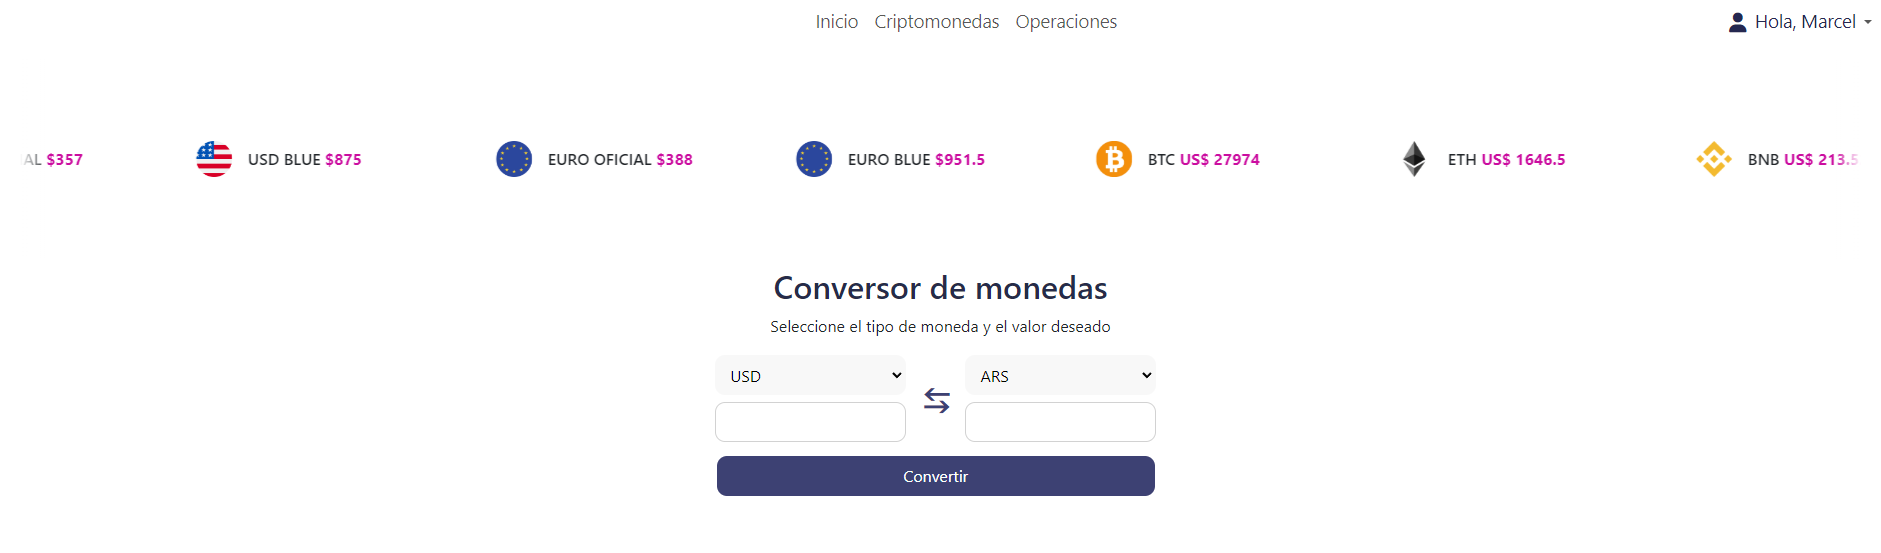 Inicio Criptomonedas Operaciones
Hola, Marcel
AL $357
USD BLUE $875
EURO OFICIAL $388
EURO BLUE $951.5
BTC US$ 27974
ETH US$ 1646.5
BNB US$ 213.5
Conversor de monedas
Seleccione el tipo de moneda y el valor deseado
USD
ARS
Convertir